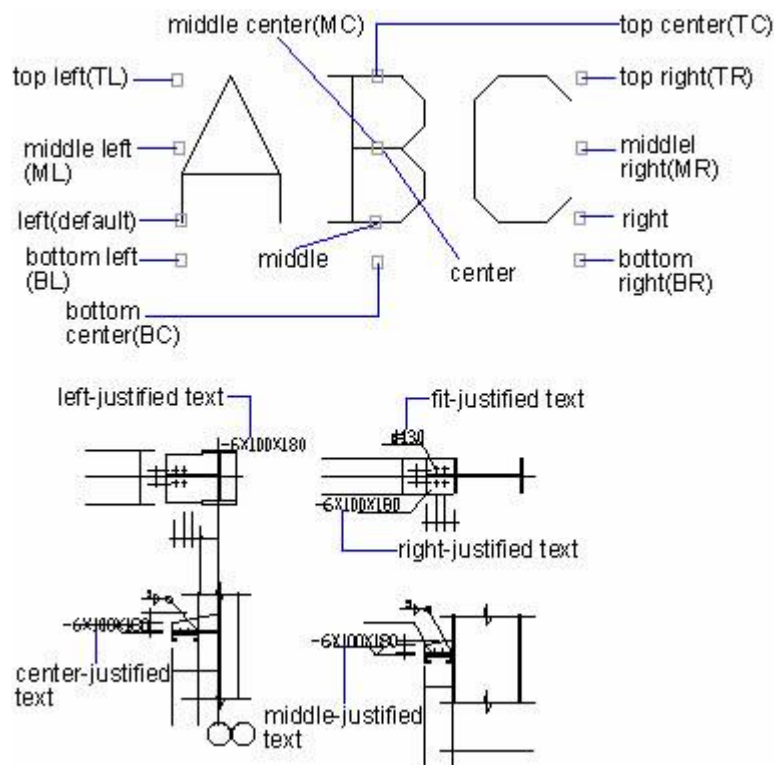 middle center(MC)
top center(TC)
top left(TL)
top right(TR)
middle left
(ML)
middlel
right(MR)
left(default)
right
bottom left
(BL)
middle
center
bottom
right(BR)
bottom
center(BC)
A B C
left-justified text
fit-justified text
-6X100X180
-6X100X180
right-justified text
-6X100X180
-6X100X180
center-justified
text
middle-justified
text